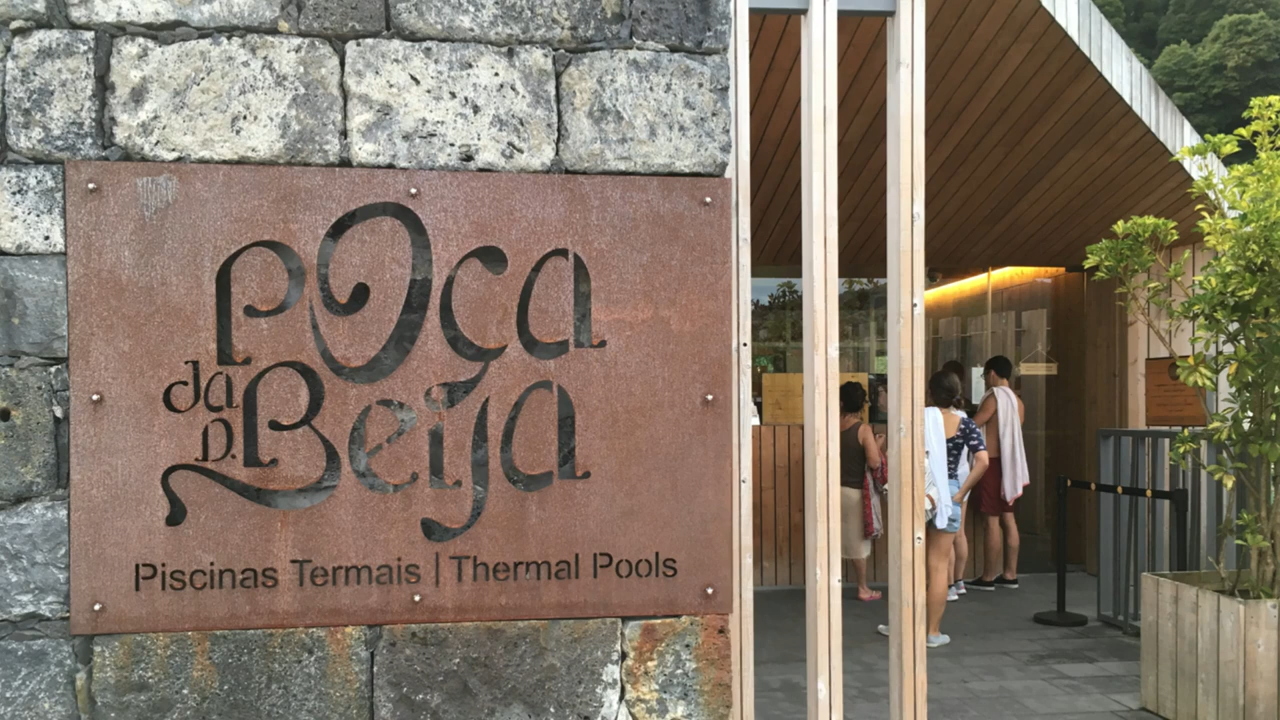 POça
da
D.
Beija
Piscinas Termais | Thermal Pools